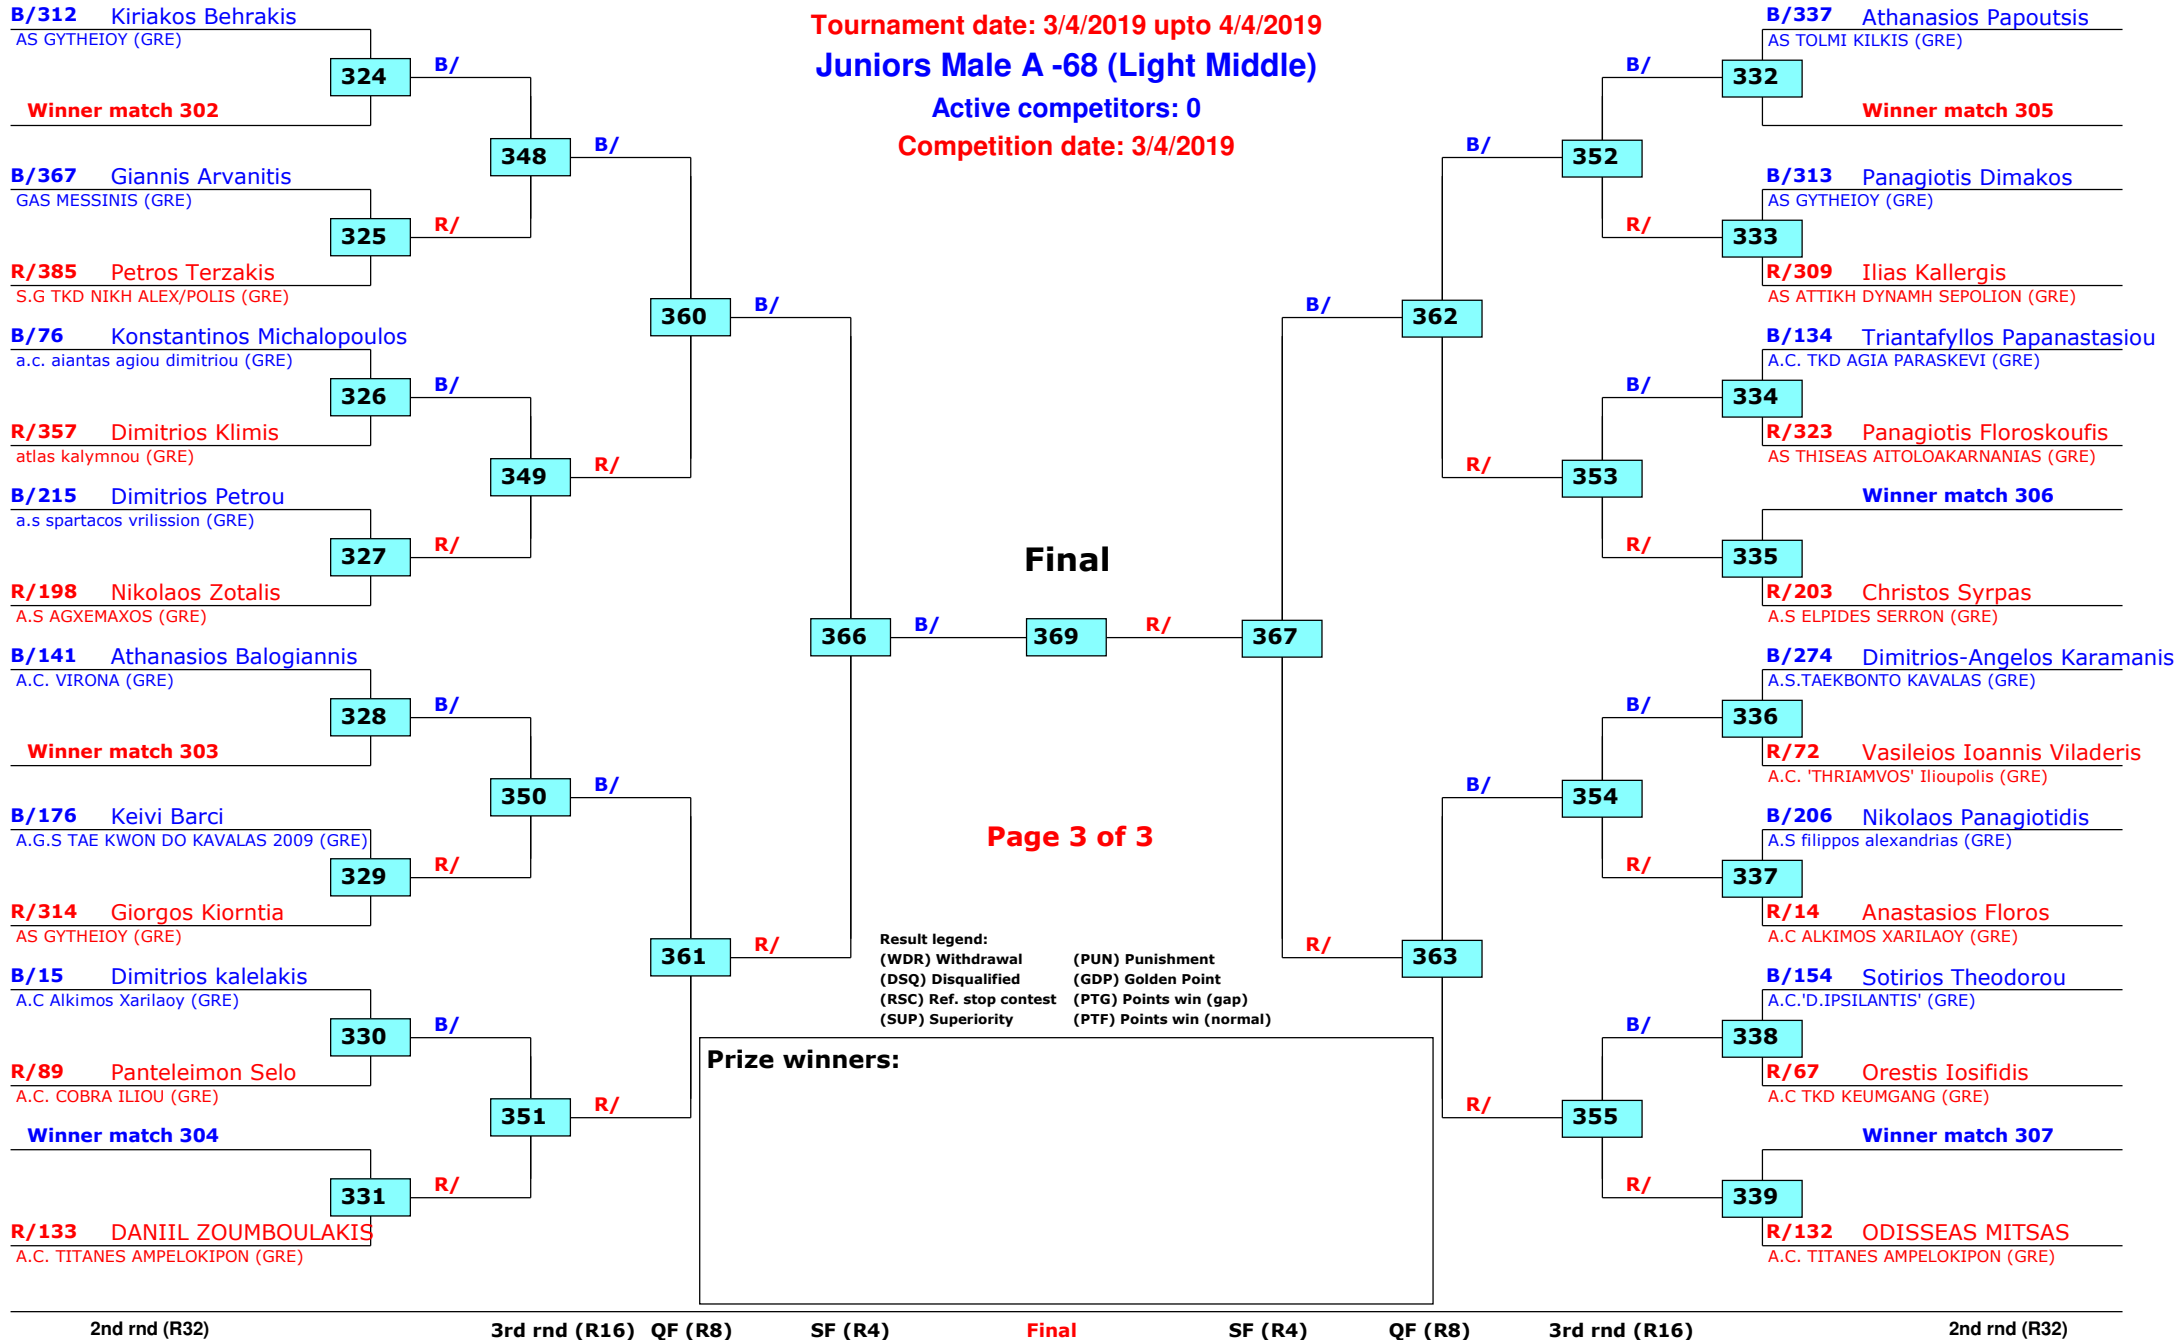 Tournament date: 3/4/2019 upto 4/4/2019
Juniors Male A -68 (Light Middle)
Active competitors: 0
Competition date: 3/4/2019
B/312 Kiriakos Behrakis
AS GYTHEIOY (GRE)
324
B/
Winner match 302
348
B/
B/367 Giannis Arvanitis
GAS MESSINIS (GRE)
325
R/
R/385 Petros Terzakis
S.G TKD NIKH ALEX/POLIS (GRE)
360
B/
B/76 Konstantinos Michalopoulos
a.c. aiantas agiou dimitriou (GRE)
326
B/
R/357 Dimitrios Klimis
atlas kalymnou (GRE)
349
R/
B/215 Dimitrios Petrou
a.s spartacos vrilission (GRE)
327
R/
R/198 Nikolaos Zotalis
A.S AGXEMAXOS (GRE)
366
B/
B/141 Athanasios Balogiannis
A.C. VIRONA (GRE)
328
B/
Winner match 303
350
B/
B/176 Keivi Barci
A.G.S TAE KWON DO KAVALAS 2009 (GRE)
329
R/
R/314 Giorgos Kiorntia
AS GYTHEIOY (GRE)
361
R/
B/15 Dimitrios kalelakis
A.C Alkimos Xarilaoy (GRE)
330
B/
R/89 Panteleimon Selo
A.C. COBRA ILIOU (GRE)
351
R/
Winner match 304
331
R/
R/133 DANIIL ZOUMBOULAKIS
A.C. TITANES AMPELOKIPON (GRE)
Final
369
R/
367
Page 3 of 3
Result legend:
(WDR) Withdrawal (PUN) Punishment
(DSQ) Disqualified (GDP) Golden Point
(RSC) Ref. stop contest (PTG) Points win (gap)
(SUP) Superiority (PTF) Points win (normal)
Prize winners:
B/337 Athanasios Papoutsis
AS TOLMI KILKIS (GRE)
B/
332
Winner match 305
B/
352
B/313 Panagiotis Dimakos
AS GYTHEIOY (GRE)
R/
333
R/309 Ilias Kallergis
AS ATTIKH DYNAMH SEPOLION (GRE)
B/
362
B/134 Triantafyllos Papanastasiou
A.C. TKD AGIA PARASKEVI (GRE)
B/
334
R/323 Panagiotis Floroskoufis
AS THISEAS AITOLOAKARNANIAS (GRE)
R/
353
Winner match 306
R/
335
R/203 Christos Syrpas
A.S ELPIDES SERRON (GRE)
B/274 Dimitrios-Angelos Karamanis
A.S.TAEKBONTO KAVALAS (GRE)
B/
336
R/72 Vasileios Ioannis Viladeris
A.C. 'THRIAMVOS' Ilioupolis (GRE)
B/
354
B/206 Nikolaos Panagiotidis
A.S filippos alexandrias (GRE)
R/
337
R/14 Anastasios Floros
A.C ALKIMOS XARILAOY (GRE)
R/
363
B/154 Sotirios Theodorou
A.C.'D.IPSILANTIS' (GRE)
B/
338
R/67 Orestis Iosifidis
A.C TKD KEUMGANG (GRE)
R/
355
Winner match 307
R/
339
R/132 ODISSEAS MITSAS
A.C. TITANES AMPELOKIPON (GRE)
2nd rnd (R32) 3rd rnd (R16) QF (R8) SF (R4) Final SF (R4) QF (R8) 3rd rnd (R16) 2nd rnd (R32)